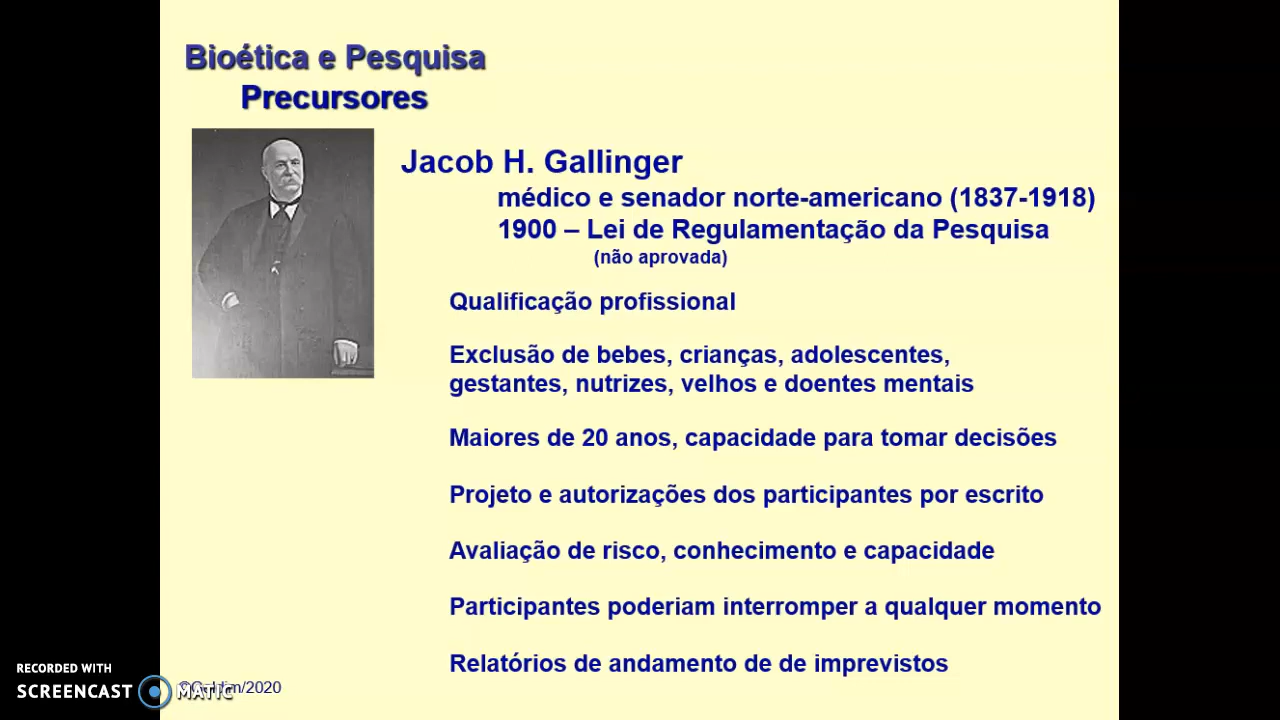 Bioética e Pesquisa
Precursores
Jacob H. Gallinger
médico e senador norte-americano (1837-1918)
1900 – Lei de Regulamentação da Pesquisa
(não aprovada)
Qualificação profissional
Exclusão de bebes, crianças, adolescentes,
gestantes, nutrizes, velhos e doentes mentais
Maiores de 20 anos, capacidade para tomar decisões
Projeto e autorizações dos participantes por escrito
Avaliação de risco, conhecimento e capacidade
Participantes poderiam interromper a qualquer momento
Relatórios de andamento de de imprevistos
RECORDED WITH
SCREENCAST MATIC
/2020